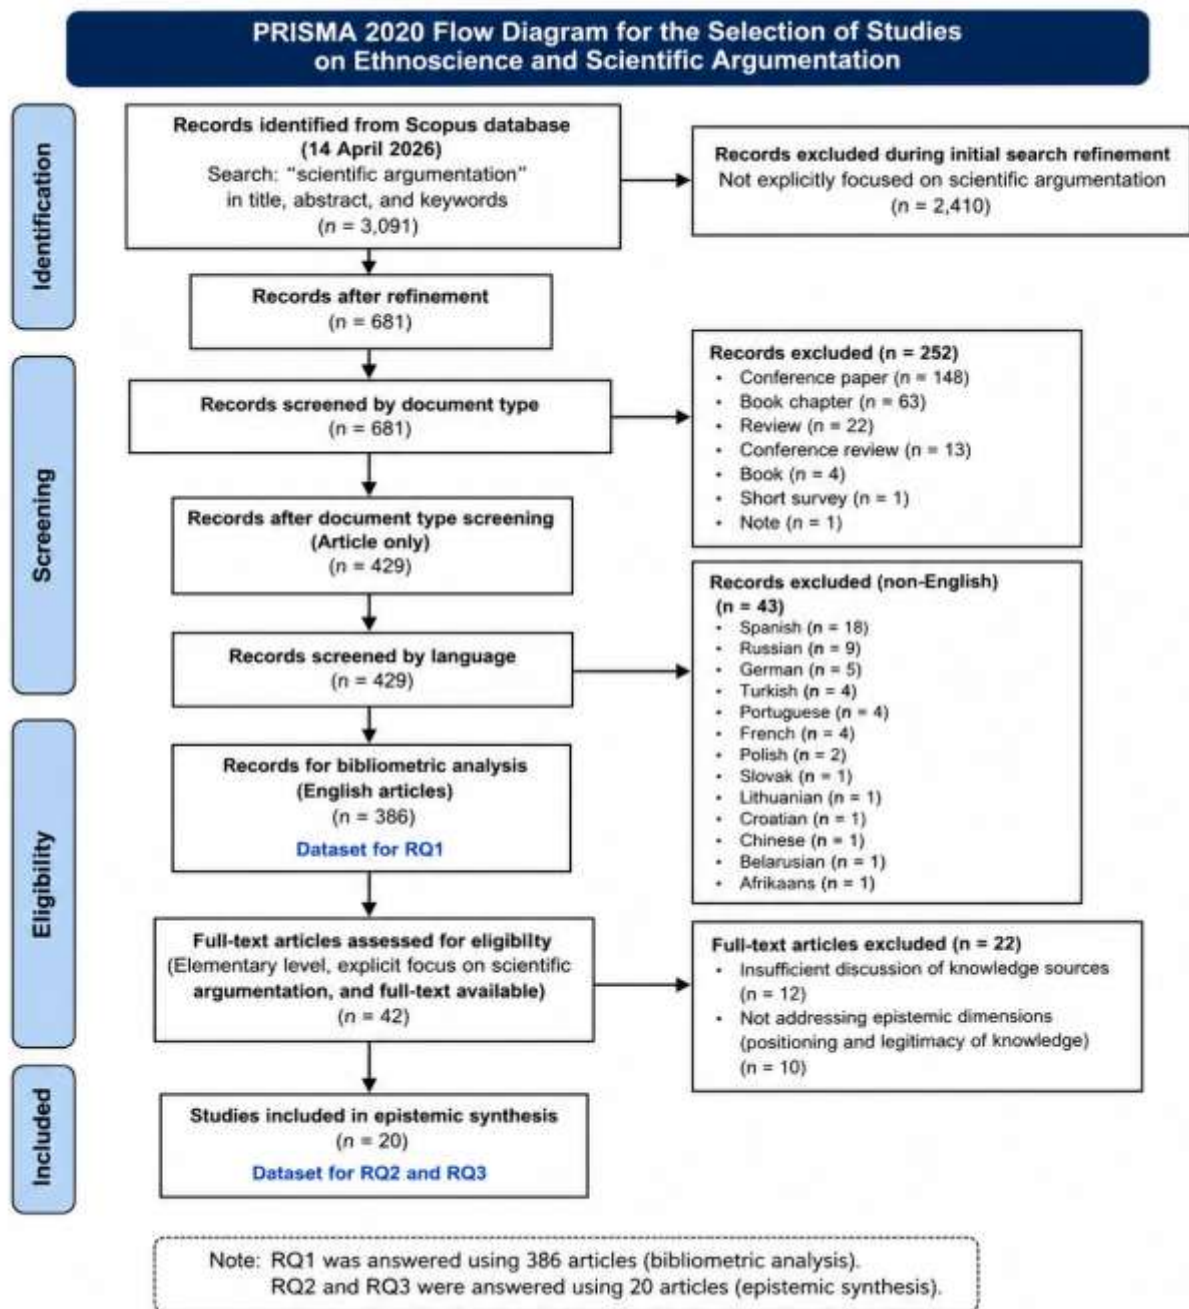 PRISMA 2020 Flow Diagram for the Selection of Studies
on Ethnoscience and Scientific Argumentation
Identification
Records identified from Scopus database
(14 April 2026)
Search: "scientific argumentation"
in title, abstract, and keywords
(n = 3,091)
Records excluded during initial search refinement
Not explicitly focused on scientific argumentation
(n = 2,410)
Records after refinement
(n = 681)
Screening
Records screened by document type
(n = 681)
Records excluded (n = 252)
• Conference paper (n = 148)
• Book chapter (n = 63)
• Review (n = 22)
• Conference review (n = 13)
• Book (n = 4)
• Short survey (n = 1)
• Note (n = 1)
Records after document type screening
(Article only)
(n = 429)
Records screened by language
(n = 429)
Records excluded (non-English)
(n = 43)
• Spanish (n = 18)
• Russian (n = 9)
• German (n = 5)
• Turkish (n = 4)
• Portuguese (n = 4)
• French (n = 4)
• Polish (n = 2)
• Slovak (n = 1)
• Lithuanian (n = 1)
• Croatian (n = 1)
• Chinese (n = 1)
• Belarusian (n = 1)
• Afrikaans (n = 1)
Eligibility
Records for bibliometric analysis
(English articles)
(n = 386)
Dataset for RQ1
Full-text articles assessed for eligibilty
(Elementary level, explicit focus on scientific
argumentation, and full-text available)
(n = 42)
Full-text articles excluded (n = 22)
• Insufficient discussion of knowledge sources
(n = 12)
• Not addressing epistemic dimensions
(positioning and legitimacy of knowledge)
(n = 10)
Included
Studies included in epistemic synthesis
(n = 20)
Dataset for RQ2 and RQ3
Note: RQ1 was answered using 386 articles (bibliometric analysis).
RQ2 and RQ3 were answered using 20 articles (epistemic synthesis).